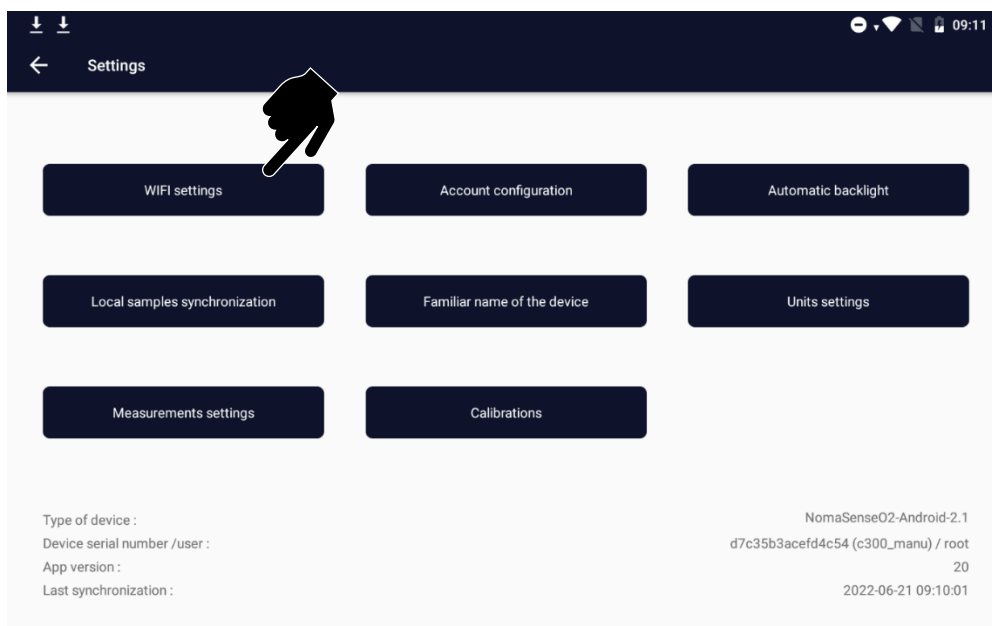 09:11
Settings
WIFI settings
Account configuration
Automatic backlight
Local samples synchronization
Familiar name of the device
Units settings
Measurements settings
Calibrations
Type of device : NomaSenseO2-Android-2.1
Device serial number /user : d7c35b3acefd4c54 (c300_manu) / root
App version : 20
Last synchronization : 2022-06-21 09:10:01